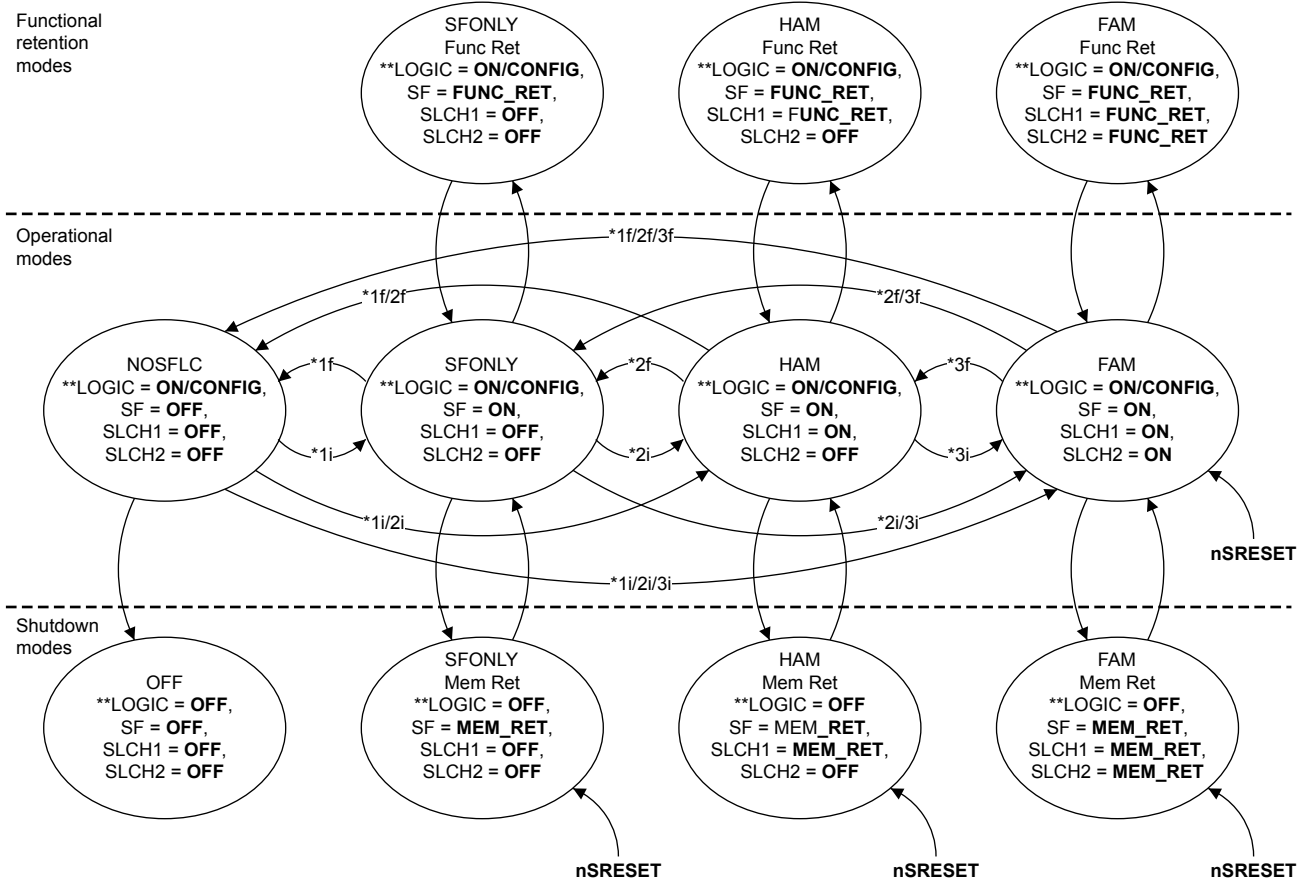 Functional
retention
modes
SFONLY
Func Ret
**LOGIC = ON/CONFIG,
SF = FUNC_RET,
SLCH1 = OFF,
SLCH2 = OFF
HAM
Func Ret
**LOGIC = ON/CONFIG,
SF = FUNC_RET,
SLCH1 = FUNC_RET,
SLCH2 = OFF
FAM
Func Ret
**LOGIC = ON/CONFIG,
SF = FUNC_RET,
SLCH1 = FUNC_RET,
SLCH2 = FUNC_RET
Operational
modes
*1f/2f/3f
*1f/2f
*2f/3f
NOSFLC
**LOGIC = ON/CONFIG,
SF = OFF,
SLCH1 = OFF,
SLCH2 = OFF
*1f
*1i
SFONLY
**LOGIC = ON/CONFIG,
SF = ON,
SLCH1 = OFF,
SLCH2 = OFF
*2f
*2i
HAM
**LOGIC = ON/CONFIG,
SF = ON,
SLCH1 = ON,
SLCH2 = OFF
*3f
*3i
FAM
**LOGIC = ON/CONFIG,
SF = ON,
SLCH1 = ON,
SLCH2 = ON
*1i/2i
*2i/3i
nSRESET
*1i/2i/3i
Shutdown
modes
OFF
**LOGIC = OFF,
SF = OFF,
SLCH1 = OFF,
SLCH2 = OFF
SFONLY
Mem Ret
**LOGIC = OFF,
SF = MEM_RET,
SLCH1 = OFF,
SLCH2 = OFF
HAM
Mem Ret
**LOGIC = OFF
SF = MEM_RET,
SLCH1 = MEM_RET,
SLCH2 = OFF
FAM
Mem Ret
**LOGIC = OFF,
SF = MEM_RET,
SLCH1 = MEM_RET,
SLCH2 = MEM_RET
nSRESET
nSRESET
nSRESET